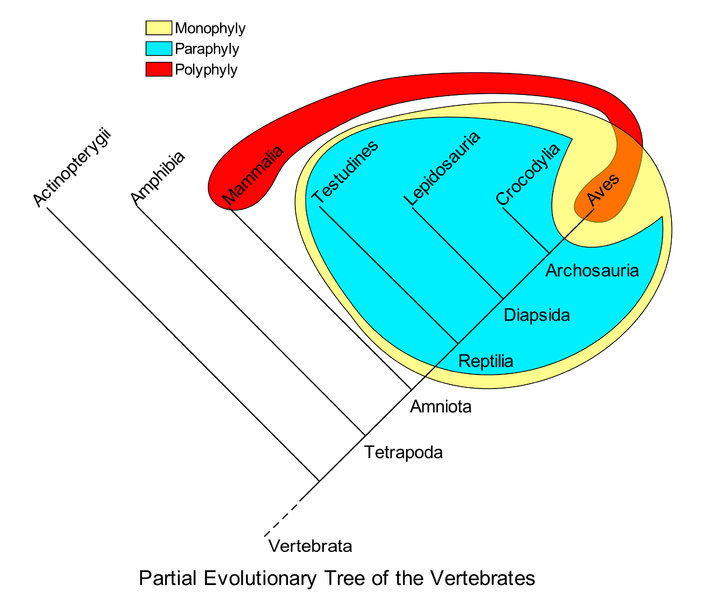 Monophyly
Paraphyly
Polyphyly
Actinopterygii
Amphibia
Mammalia
Testudines
Lepidosauria
Crocodylia
Aves
Archosauria
Diapsida
Reptilia
Amniota
Tetrapoda
Vertebrata
Partial Evolutionary Tree of the Vertebrates